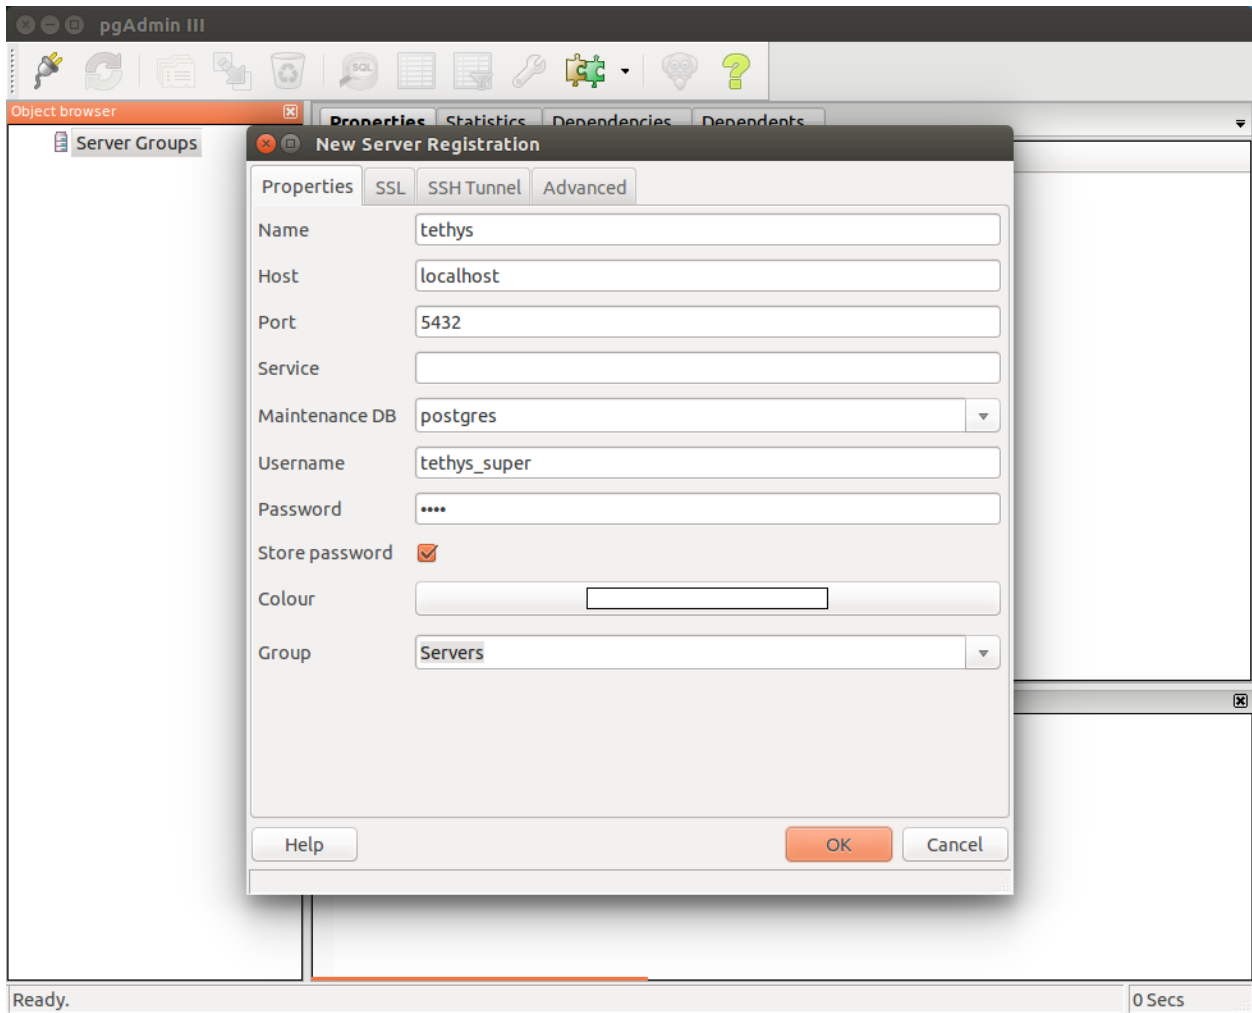 pgAdmin III
SQL
Object browser
Properties Statistics Dependencies Dependents
Server Groups
New Server Registration
Properties SSL SSH Tunnel Advanced
Name tethys
Host localhost
Port 5432
Service
Maintenance DB postgres
Username tethys_super
Password ••••
Store password
Colour
Group Servers
Help OK Cancel
Ready. 0 Secs